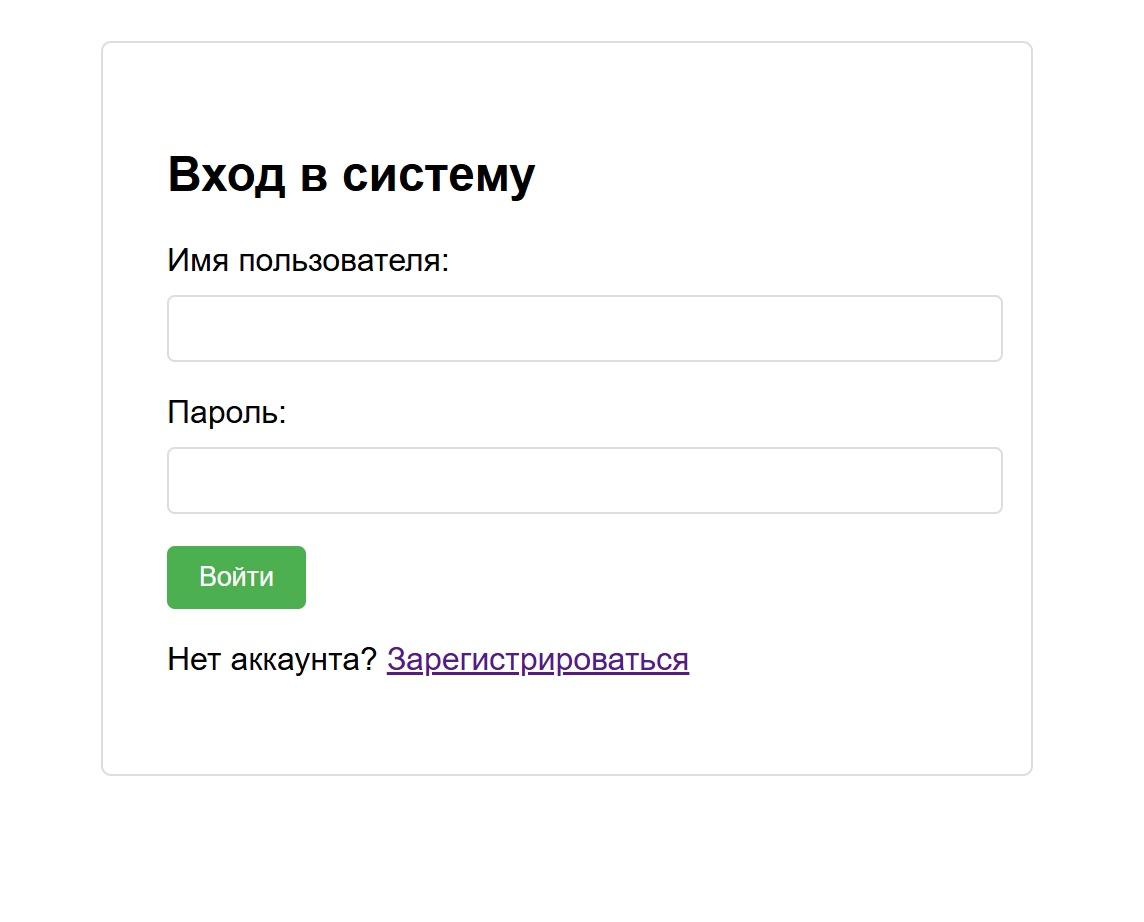 Вход в систему
Имя пользователя:
Пароль:
Войти
Нет аккаунта? Зарегистрироваться